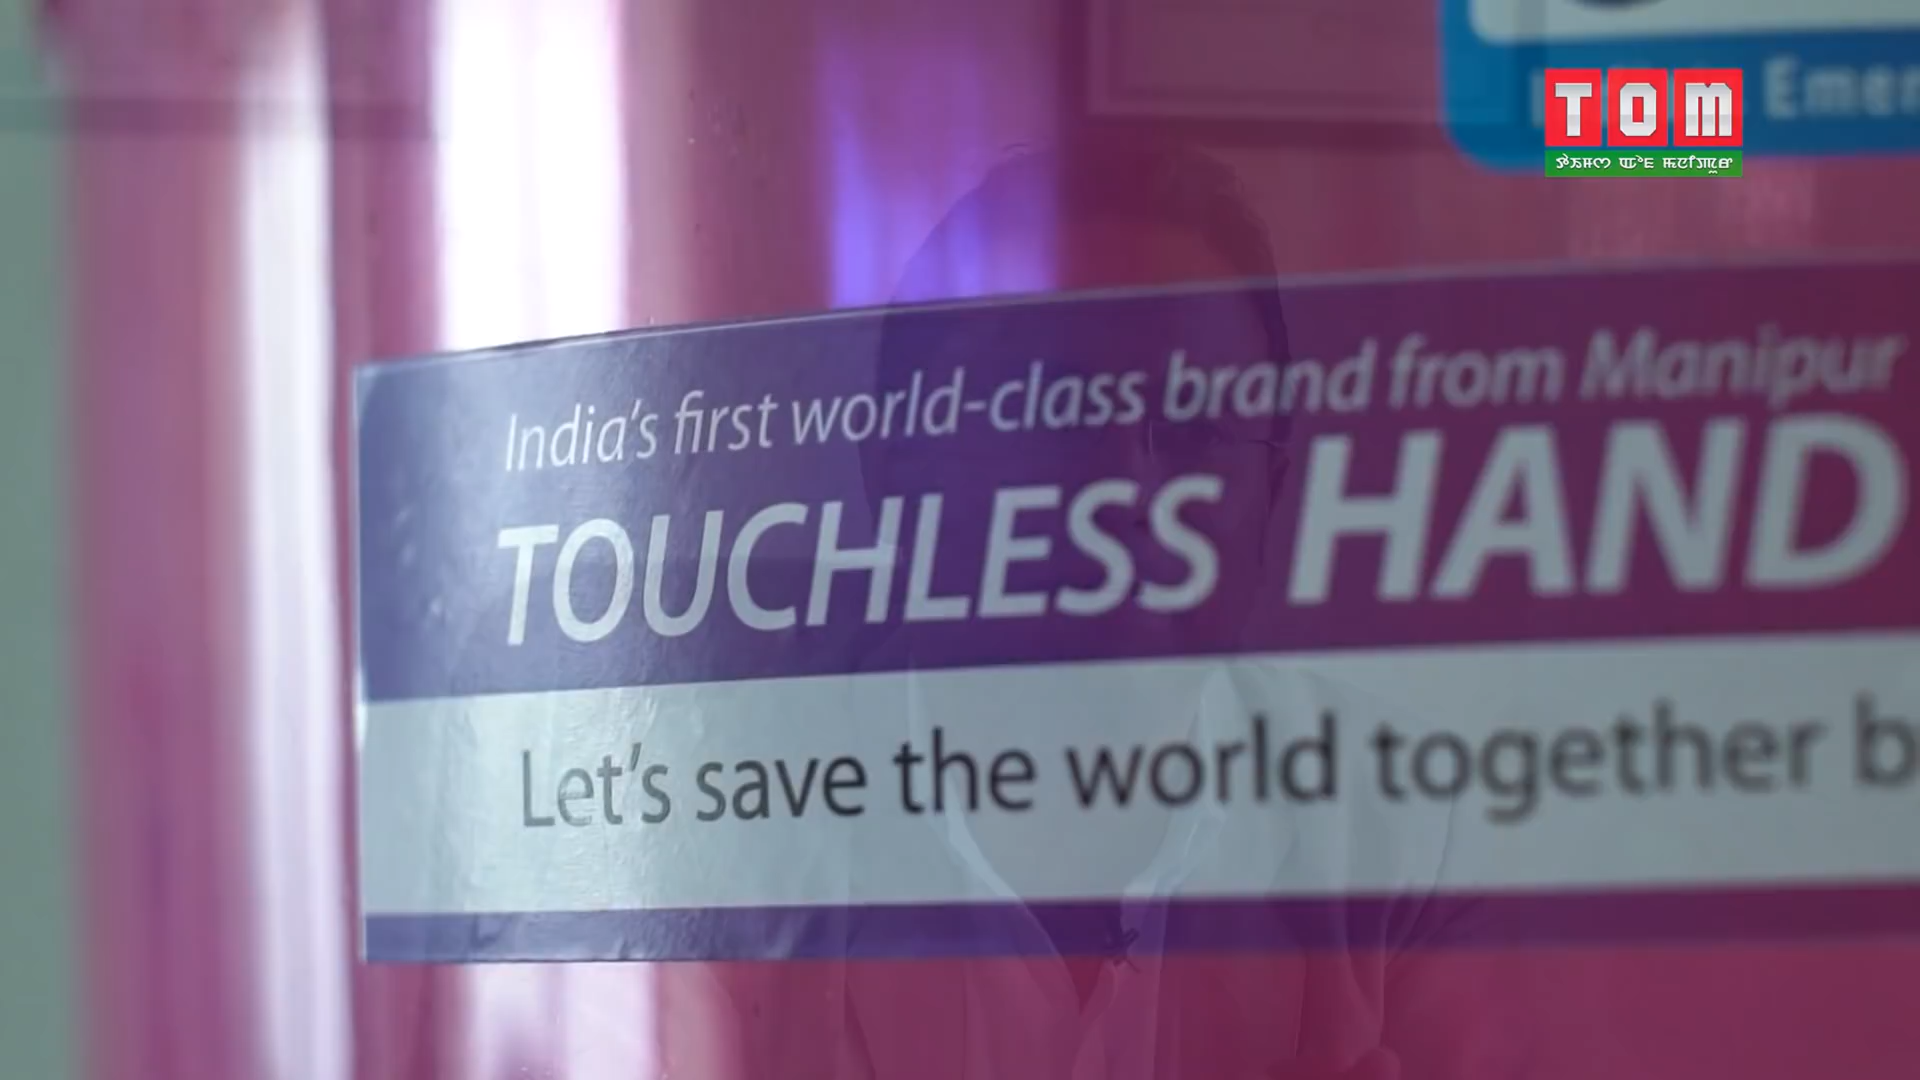 TOM
Emer
India's first world-class brand from Manipur
TOUCHLESS HAND
Let's save the world together b